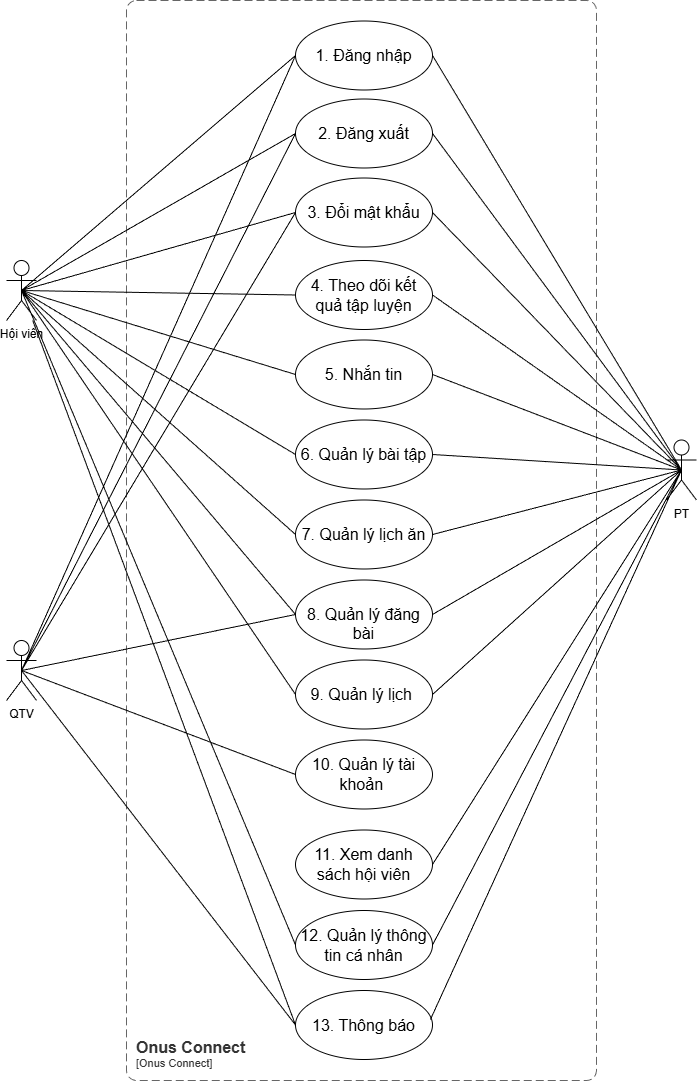 1. Đăng nhập
2. Đăng xuất
3. Đổi mật khẩu
4. Theo dõi kết
quả tập luyện
Hội viên
5. Nhắn tin
6. Quản lý bài tập
PT
7. Quản lý lịch ăn
8. Quản lý đăng
bài
9. Quản lý lịch
QTV
10. Quản lý tài
khoản
11. Xem danh
sách hội viên
12. Quản lý thông
tin cá nhân
13. Thông báo
Onus Connect
[Onus Connect]